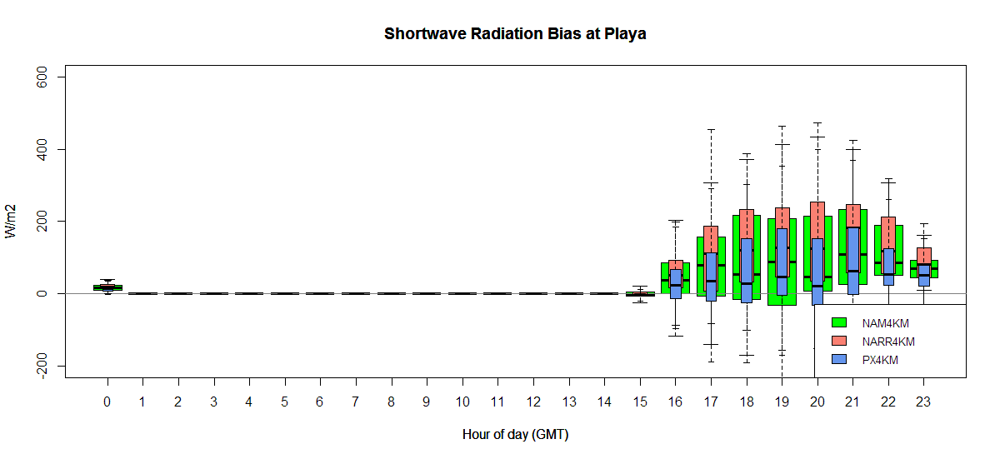 Shortwave Radiation Bias at Playa
W/m2
600
400
200
0
-200
NAM4KM
NARR4KM
PX4KM
0 1 2 3 4 5 6 7 8 9 10 11 12 13 14 15 16 17 18 19 20 21 22 23
Hour of day (GMT)